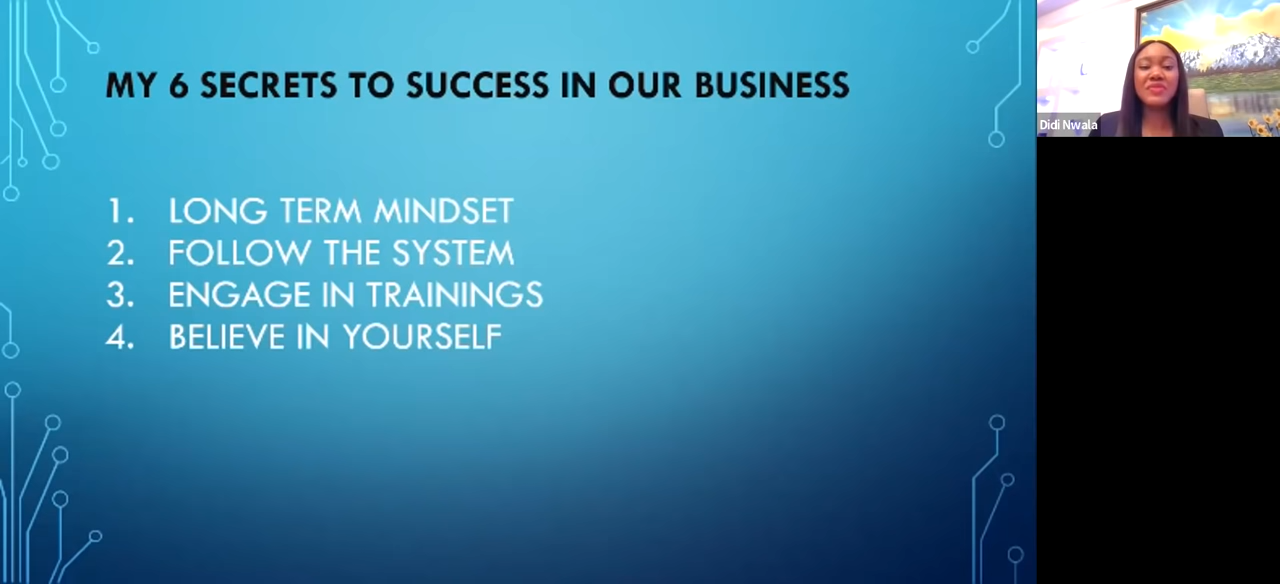 MY 6 SECRETS TO SUCCESS IN OUR BUSINESS
1. LONG TERM MINDSET
2. FOLLOW THE SYSTEM
3. ENGAGE IN TRAININGS
4. BELIEVE IN YOURSELF
Didi Nwala